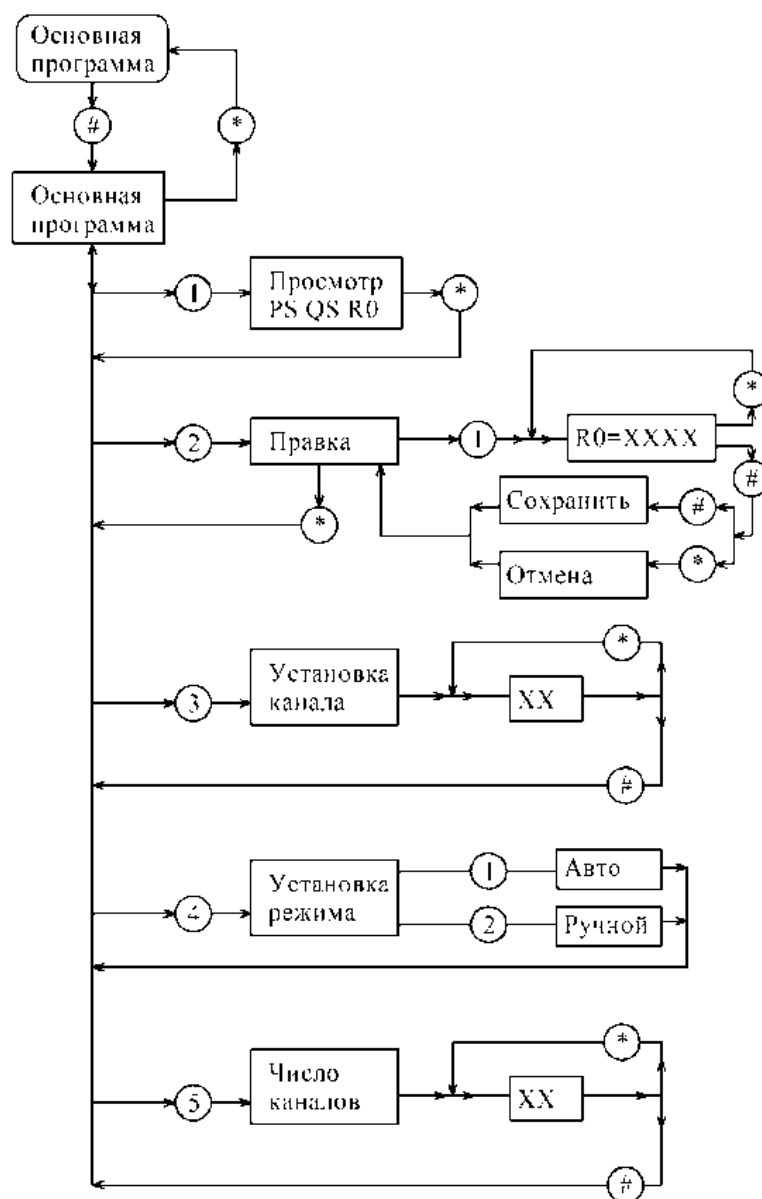 Основная
программа
#
*
Основная
программа
1
Просмотр
PS QS R0
*
2
Правка
1
R0=XXXX
*
#
*
Сохранить
#
Отмена
*
3
Установка
канала
XX
*
#
4
Установка
режима
1
Авто
2
Ручной
5
Число
каналов
XX
*
#